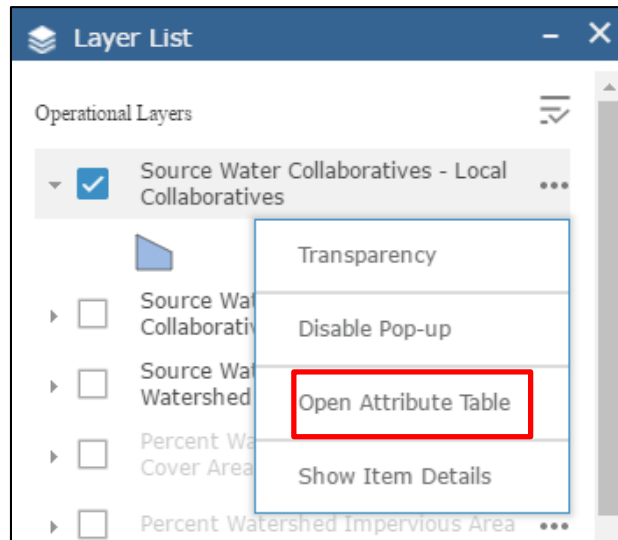 Layer List
Operational Layers
Source Water Collaboratives - Local
Collaboratives
Transparency
Source Wat
Collaborativ
Disable Pop-up
Source Wat
Watershed
Open Attribute Table
Percent Wa
Cover Area
Show Item Details
Percent Watershed Impervious Area